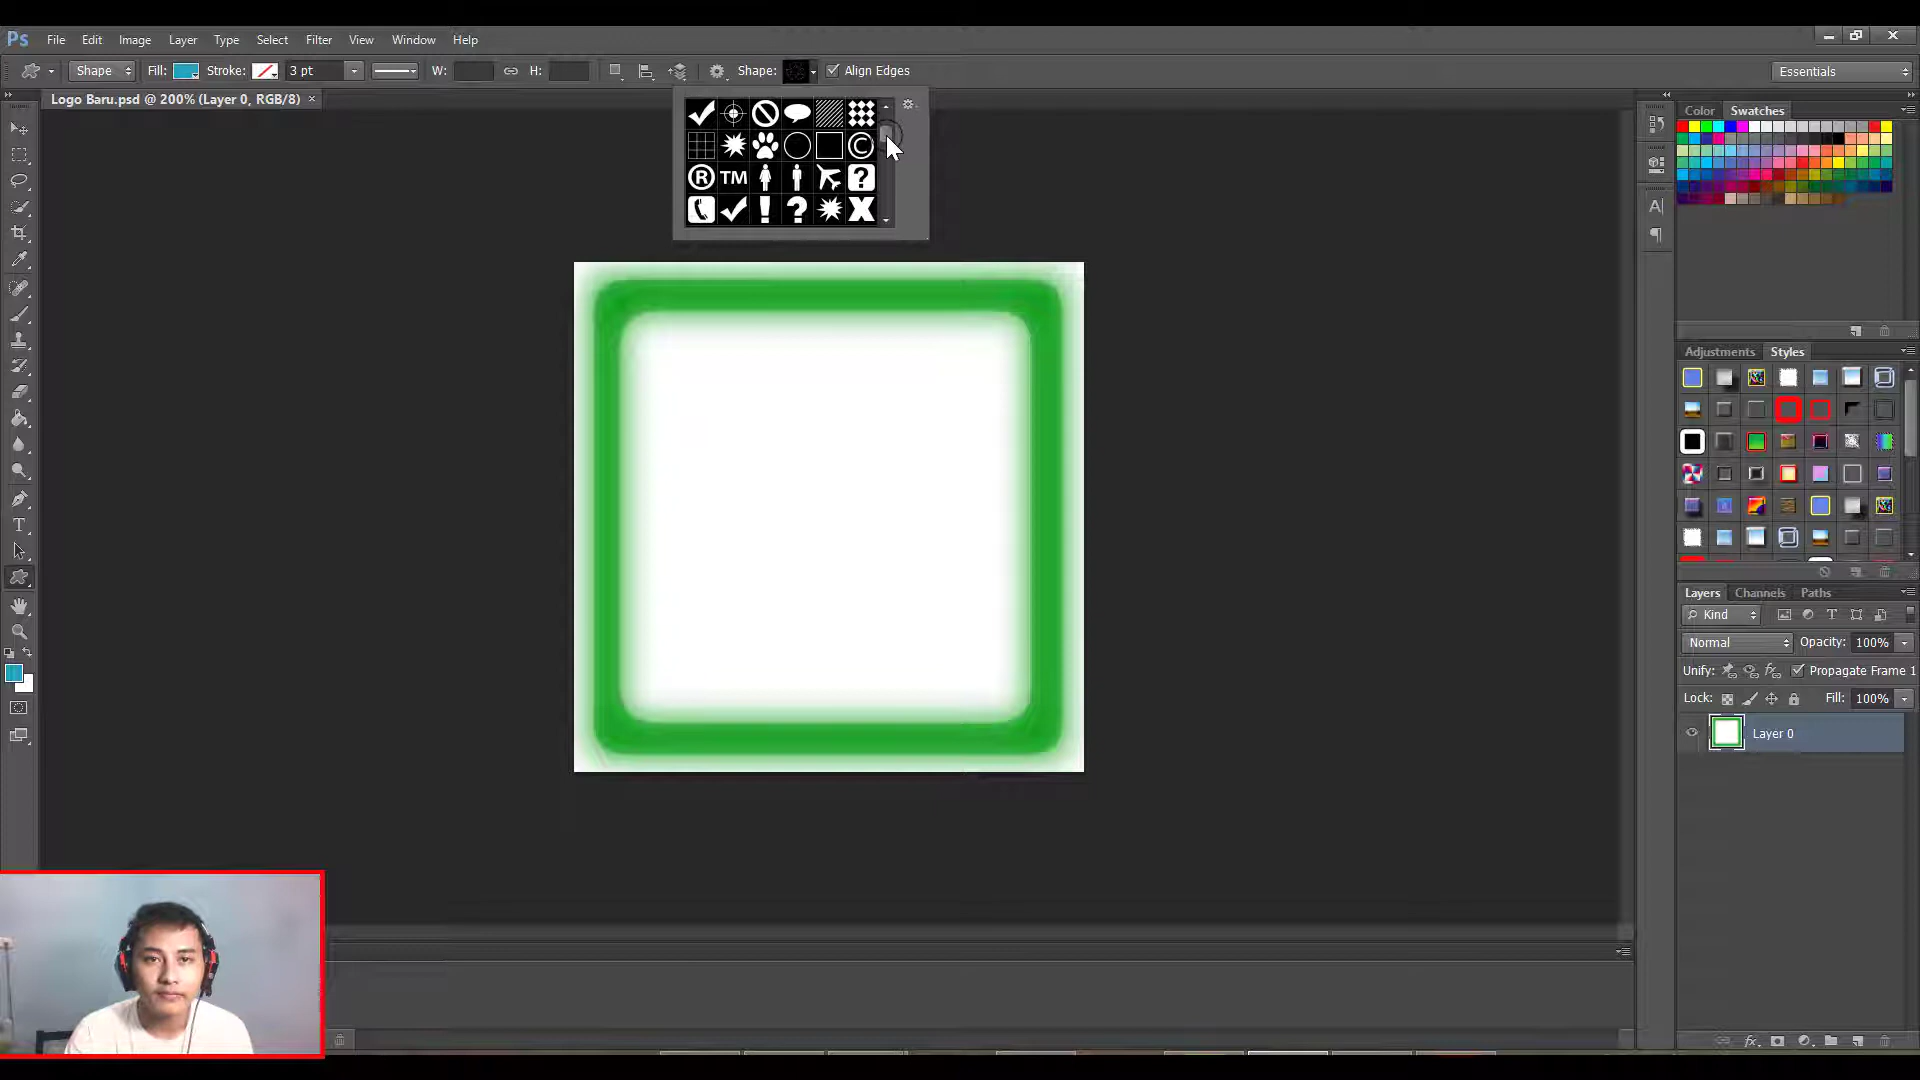 Ps File Edit Image Layer Type Select Filter View Window Help
Shape Fill: Stroke: 3 pt W: H: Shape: Align Edges Essentials
Logo Baru.psd @ 200% (Layer 0, RGB/8) ×
Color Swatches
©
® TM ?
! ? X
A
T
Adjustments Styles
Layers Channels Paths
Kind T
Normal Opacity: 100%
Unify: Propagate Frame 1
Lock: Fill: 100%
Layer 0
fx